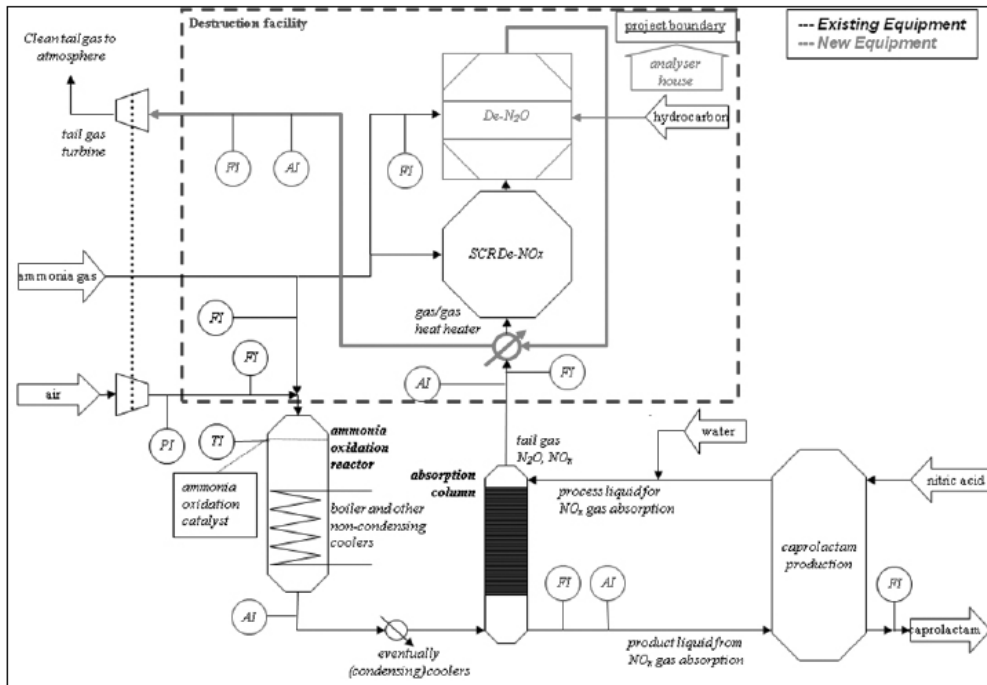 Destruction facility
project boundary
analyser
house
--- Existing Equipment
--- New Equipment
Clean tail gas to
atmosphere
tail gas
turbine
De-N₂O
hydrocarbon
FI
AI
FI
SCR De-NOx
ammonia gas
gas/gas
heat heater
FI
FI
AI
FI
air
PI
TI
ammonia
oxidation
reactor
ammonia
oxidation
catalyst
boiler and other
non-condensing
coolers
tail gas
N₂O, NOₓ
absorption
column
water
process liquid for
NOₓ gas absorption
nitric acid
caprolactam
production
AI
FI
AI
FI
eventually
(condensing) coolers
product liquid from
NOₓ gas absorption
caprolactam